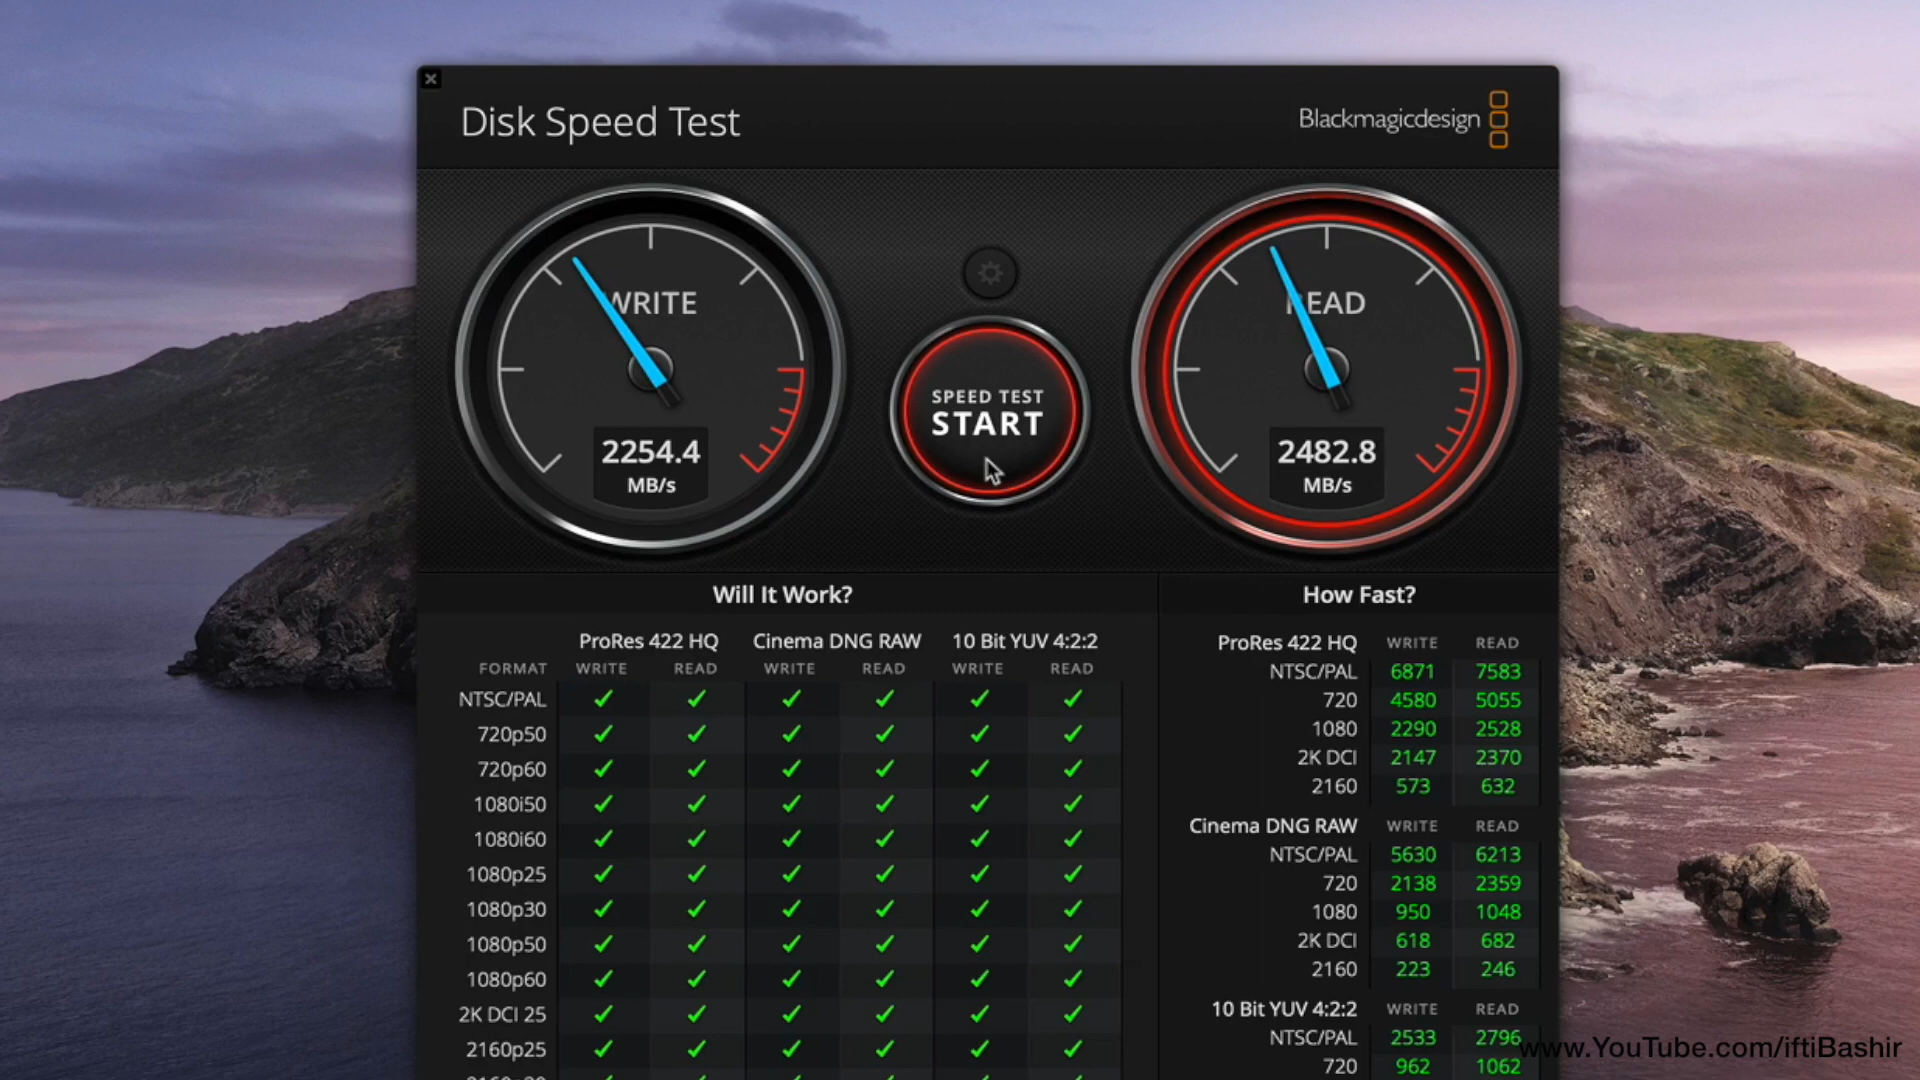 Disk Speed Test
Blackmagicdesign
WRITE
2254.4
MB/s
SPEED TEST
START
READ
2482.8
MB/s
Will It Work?
ProRes 422 HQ Cinema DNG RAW 10 Bit YUV 4:2:2
FORMAT WRITE READ WRITE READ WRITE READ
NTSC/PAL ✓ ✓ ✓ ✓ ✓ ✓
720p50 ✓ ✓ ✓ ✓ ✓ ✓
720p60 ✓ ✓ ✓ ✓ ✓ ✓
1080i50 ✓ ✓ ✓ ✓ ✓ ✓
1080i60 ✓ ✓ ✓ ✓ ✓ ✓
1080p25 ✓ ✓ ✓ ✓ ✓ ✓
1080p30 ✓ ✓ ✓ ✓ ✓ ✓
1080p50 ✓ ✓ ✓ ✓ ✓ ✓
1080p60 ✓ ✓ ✓ ✓ ✓ ✓
2K DCI 25 ✓ ✓ ✓ ✓ ✓ ✓
2160p25 ✓ ✓ ✓ ✓ ✓ ✓
How Fast?
ProRes 422 HQ WRITE READ
NTSC/PAL 6871 7583
720 4580 5055
1080 2290 2528
2K DCI 2147 2370
2160 573 632
Cinema DNG RAW WRITE READ
NTSC/PAL 5630 6213
720 2138 2359
1080 950 1048
2K DCI 618 682
2160 223 246
10 Bit YUV 4:2:2 WRITE READ
NTSC/PAL 2533 2796
720 962 1062
www.YouTube.com/iftiBashir